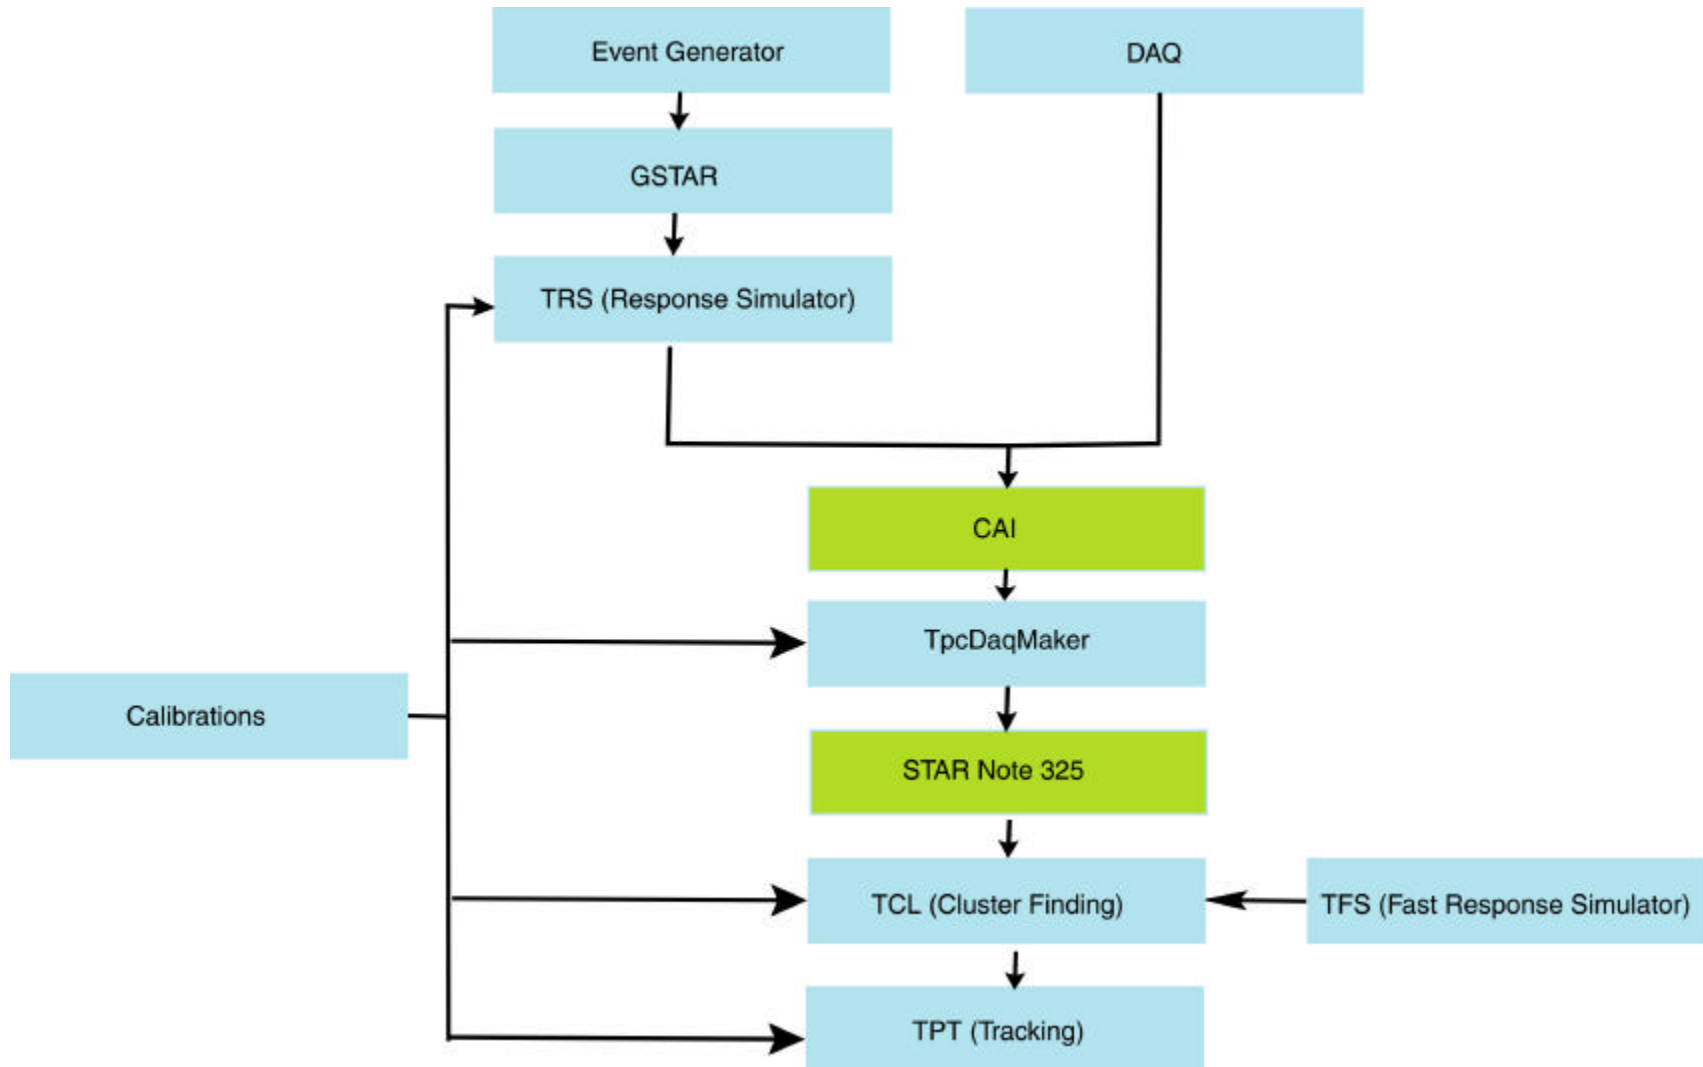 Event Generator
DAQ
GSTAR
TRS (Response Simulator)
CAI
TpcDaqMaker
Calibrations
STAR Note 325
TCL (Cluster Finding)
TFS (Fast Response Simulator)
TPT (Tracking)